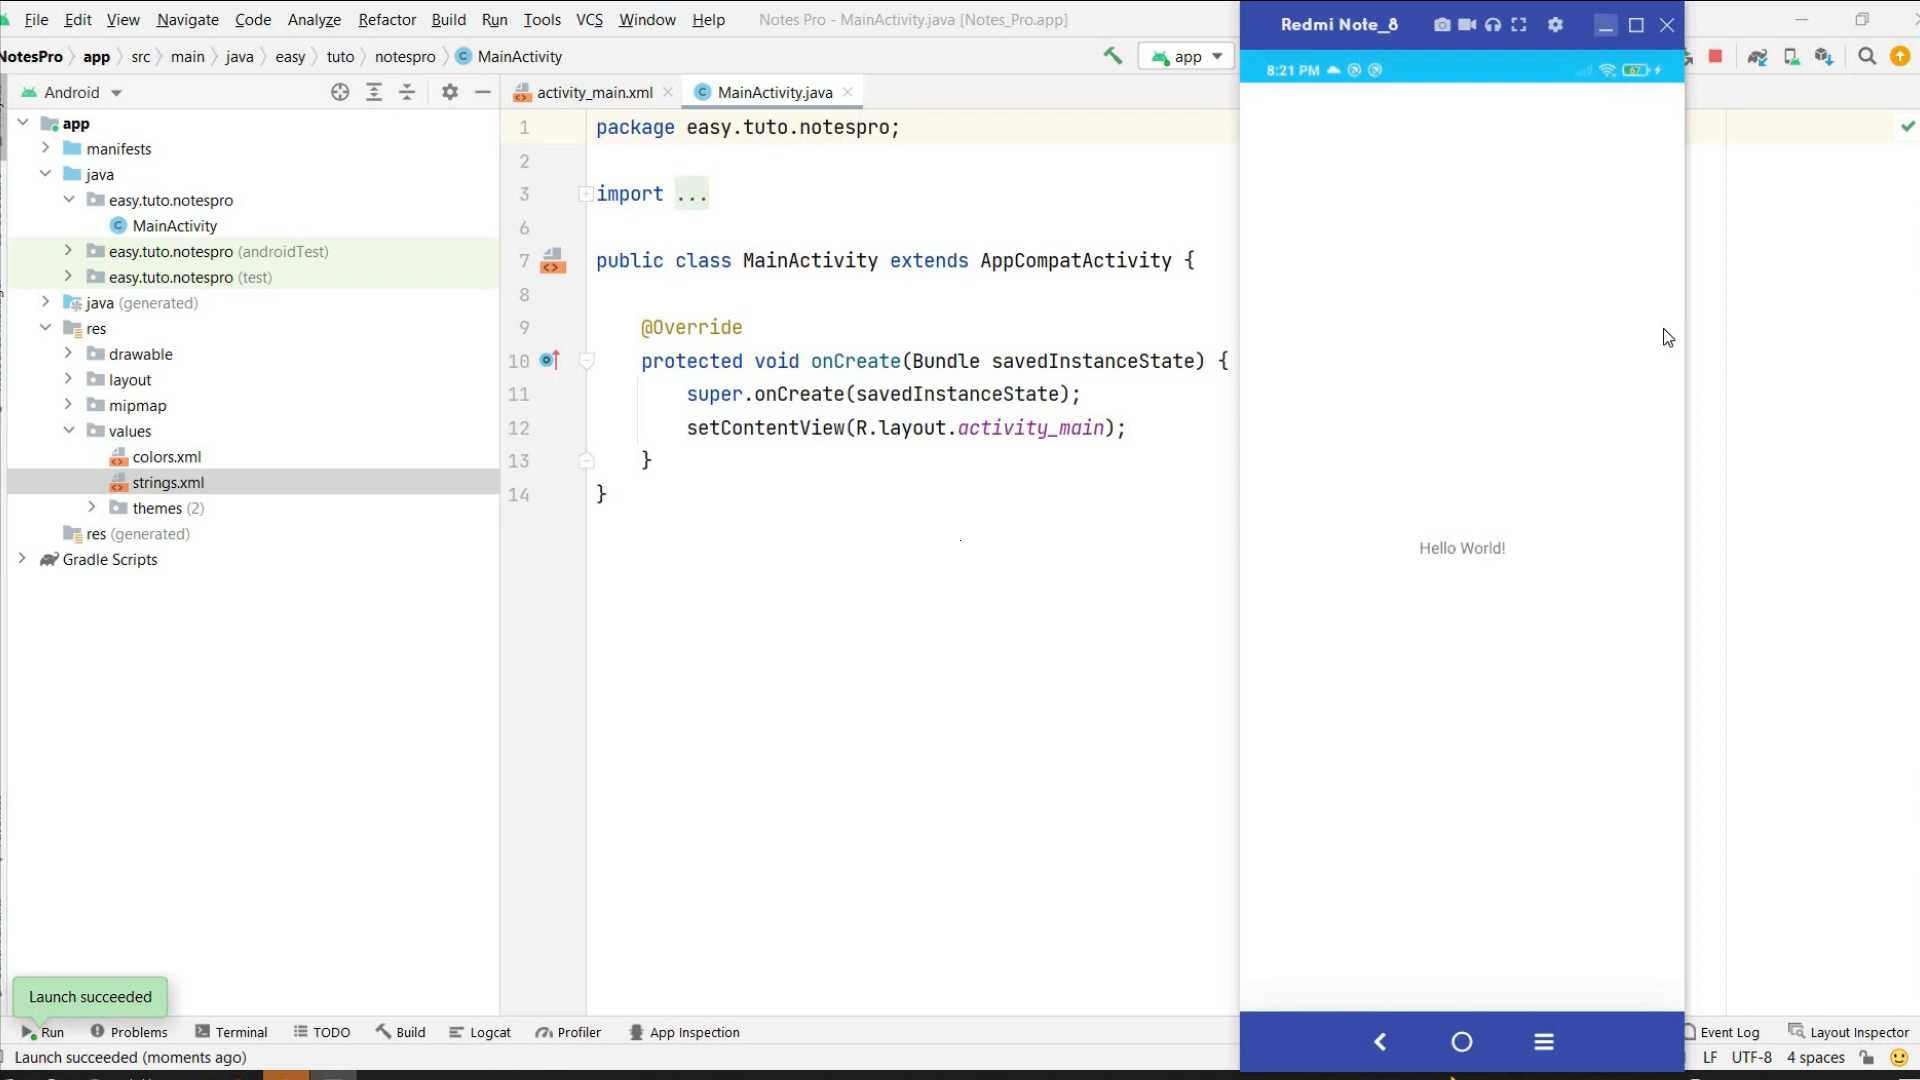 File Edit View Navigate Code Analyze Refactor Build Run Tools VCS Window Help Notes Pro - MainActivity.java [Notes_Pro.app]
NotesPro app src main java easy tuto notespro MainActivity
app
Android
activity_main.xml
MainActivity.java
app
manifests
java
easy.tuto.notespro
MainActivity
easy.tuto.notespro (androidTest)
easy.tuto.notespro (test)
java (generated)
res
drawable
layout
mipmap
values
colors.xml
strings.xml
themes (2)
res (generated)
Gradle Scripts
1 package easy.tuto.notespro;
2
3 import ...
6
7 public class MainActivity extends AppCompatActivity {
8
9 @Override
10 protected void onCreate(Bundle savedInstanceState) {
11 super.onCreate(savedInstanceState);
12 setContentView(R.layout.activity_main);
13 }
14 }
Redmi Note_8
8:21 PM
67
Hello World!
Launch succeeded
Run Problems Terminal TODO Build Logcat Profiler App Inspection Event Log Layout Inspector
Launch succeeded (moments ago) LF UTF-8 4 spaces